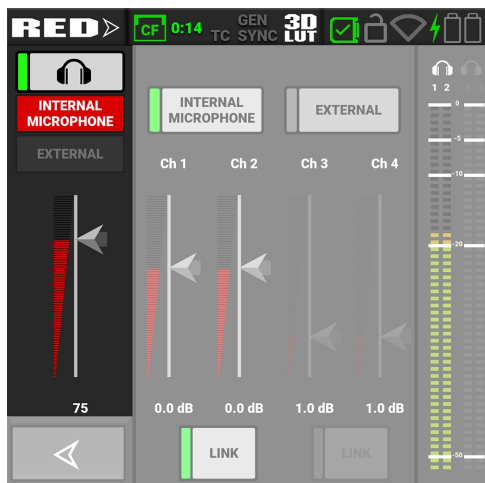 RED
CF 0:14
GEN
TC SYNC
3D
LUT
INTERNAL
MICROPHONE
EXTERNAL
75
INTERNAL
MICROPHONE
EXTERNAL
Ch 1 Ch 2 Ch 3 Ch 4
0.0 dB 0.0 dB 1.0 dB 1.0 dB
LINK LINK
1 2 3 4
0
-5
-10
-20
-50